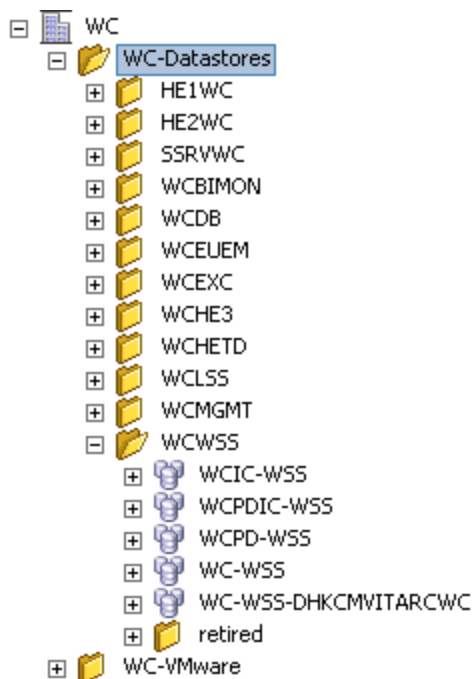 WC
WC-Datastores
HE1WC
HE2WC
SSRVWC
WCBIMON
WCDB
WCEUEM
WCEXC
WCHE3
WCHETD
WCLSS
WCMGMT
WCWSS
WCIC-WSS
WCPDIC-WSS
WCPD-WSS
WC-WSS
WC-WSS-DHKCMVITARCWC
retired
WC-VMware